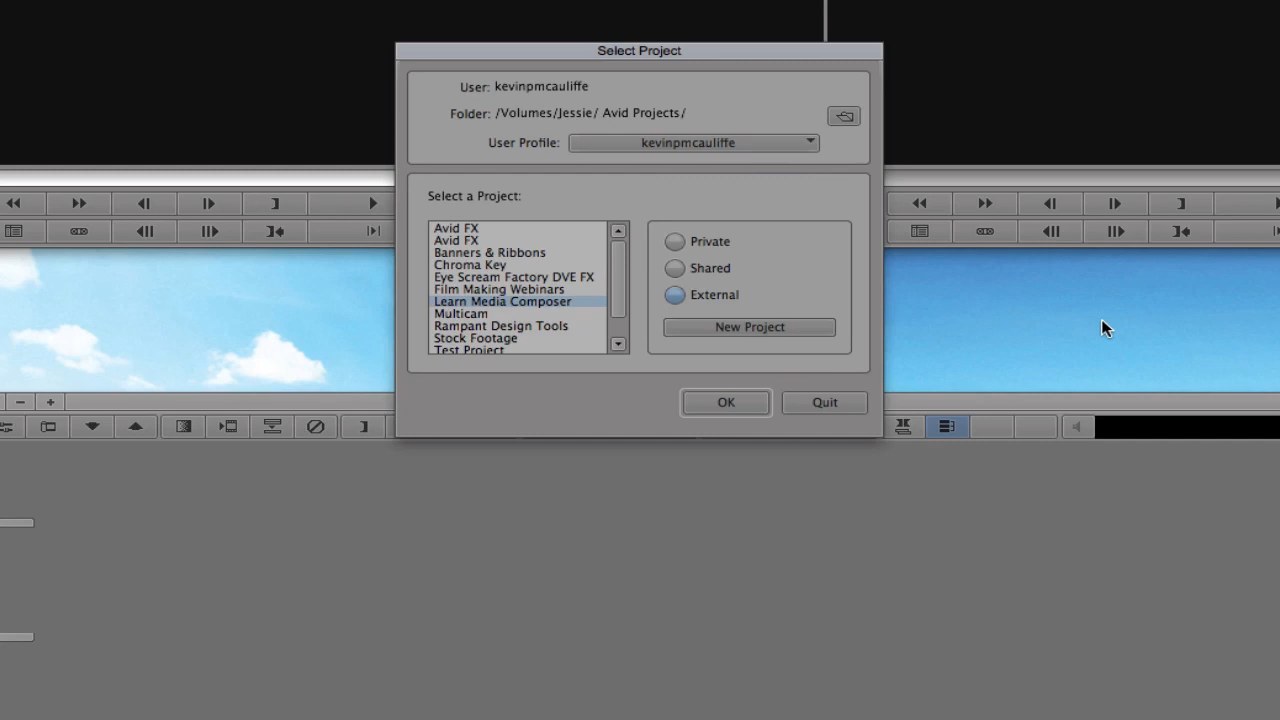 Select Project
User: kevinpmcauliffe
Folder: /Volumes/Jessie/ Avid Projects/
User Profile: kevinpmcauliffe
Select a Project:
Avid FX
Avid FX
Banners & Ribbons
Chroma Key
Eye Scream Factory DVE FX
Film Making Webinars
Learn Media Composer
Multicam
Rampant Design Tools
Stock Footage
Test Project
Private
Shared
External
New Project
OK
Quit